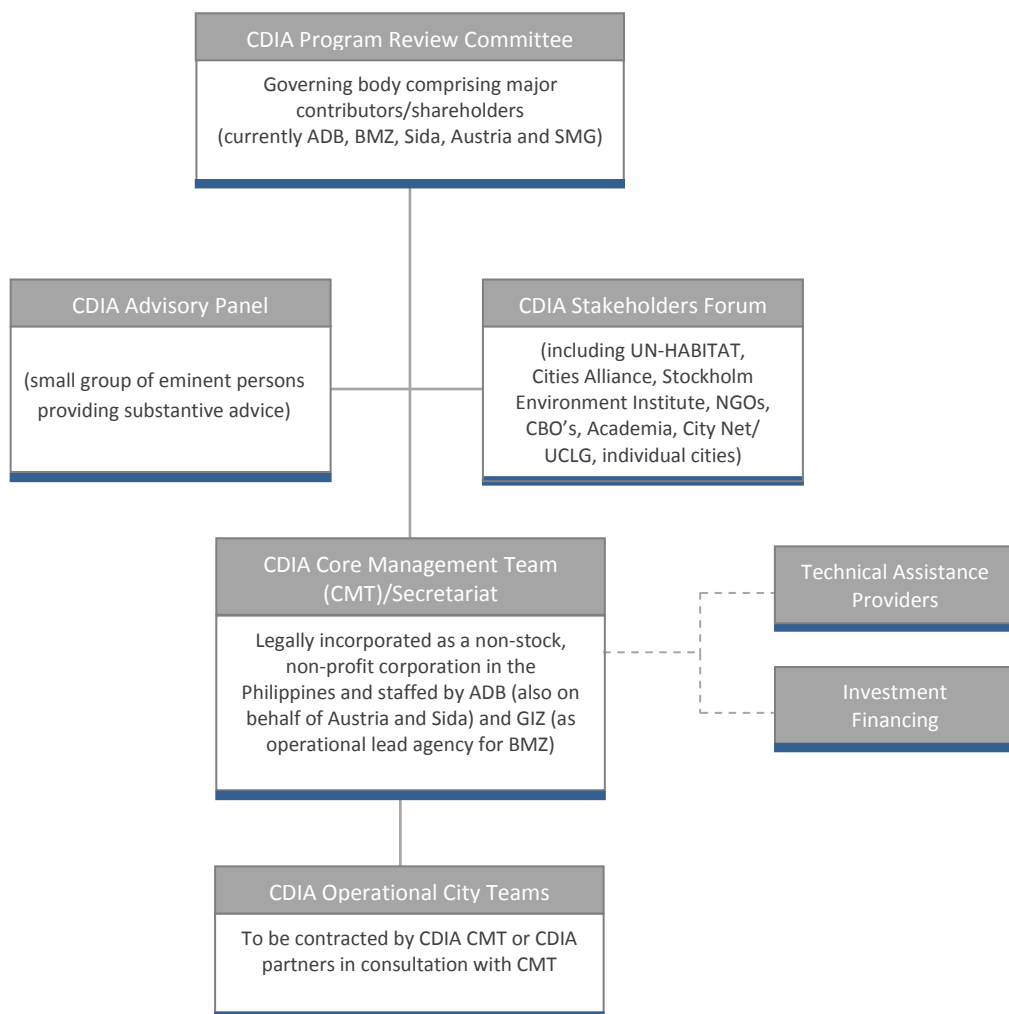 CDIA Program Review Committee
Governing body comprising major
contributors/shareholders
(currently ADB, BMZ, Sida, Austria and SMG)
CDIA Advisory Panel
(small group of eminent persons
providing substantive advice)
CDIA Stakeholders Forum
(including UN-HABITAT,
Cities Alliance, Stockholm
Environment Institute, NGOs,
CBO’s, Academia, City Net/
UCLG, individual cities)
CDIA Core Management Team
(CMT)/Secretariat
Legally incorporated as a non-stock,
non-profit corporation in the
Philippines and staffed by ADB (also on
behalf of Austria and Sida) and GIZ (as
operational lead agency for BMZ)
Technical Assistance
Providers
Investment
Financing
CDIA Operational City Teams
To be contracted by CDIA CMT or CDIA
partners in consultation with CMT